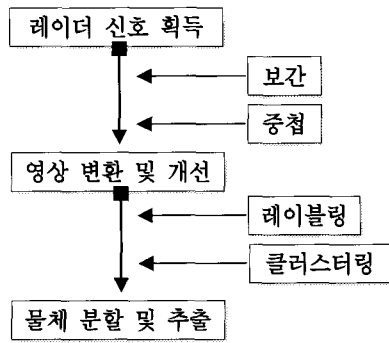 레이더 신호 획득
보간
중첩
영상 변환 및 개선
레이블링
클러스터링
물체 분할 및 추출